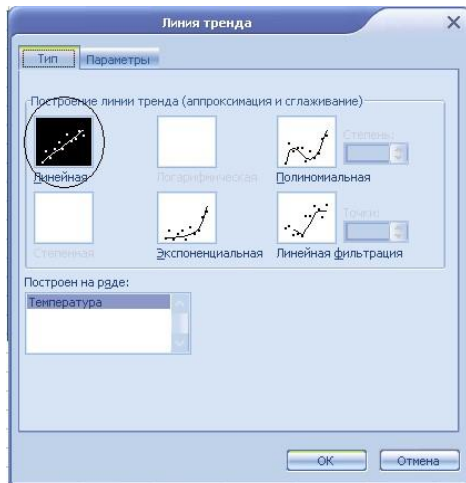 Линия тренда
Тип Параметры
Построение линии тренда (аппроксимация и сглаживание)
Степень:
Линейная Логарифмическая Полиномиальная
Точки:
Степенная Экспоненциальная Линейная фильтрация
Построен на ряде:
Температура
OK Отмена